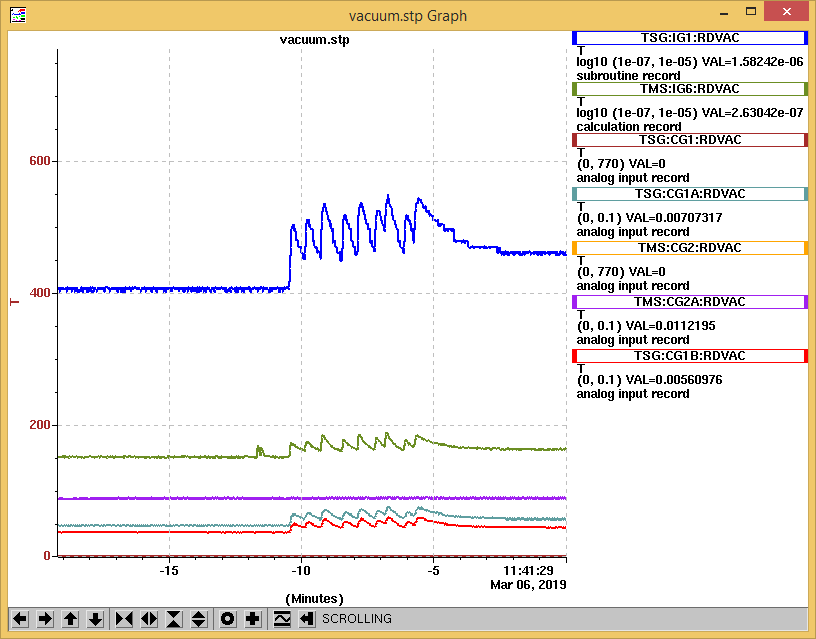 vacuum.stp Graph
vacuum.stp
600
400
200
0
T
-15
-10
-5
11:41:29
Mar 06, 2019
(Minutes)
TSG:IG1:RDVAC
T
log10 (1e-07, 1e-05) VAL=1.58242e-06
subroutine record
TMS:IG6:RDVAC
T
log10 (1e-07, 1e-05) VAL=2.63042e-07
calculation record
TSG:CG1:RDVAC
T
(0, 770) VAL=0
analog input record
TSG:CG1A:RDVAC
T
(0, 0.1) VAL=0.00707317
analog input record
TMS:CG2:RDVAC
T
(0, 770) VAL=0
analog input record
TMS:CG2A:RDVAC
T
(0, 0.1) VAL=0.0112195
analog input record
TSG:CG1B:RDVAC
T
(0, 0.1) VAL=0.00560976
analog input record
SCROLLING